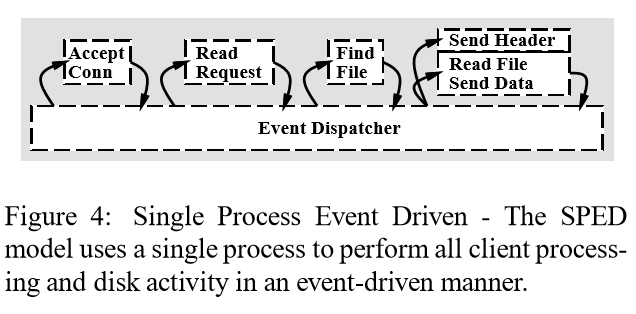 Accept
Conn
Read
Request
Find
File
Send Header
Read File
Send Data
Event Dispatcher
Figure 4: Single Process Event Driven - The SPED
model uses a single process to perform all client process-
ing and disk activity in an event-driven manner.